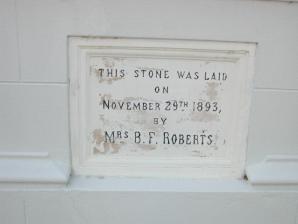 THIS STONE WAS LAID
ON
NOVEMBER 29TH 1893,
BY
MRS B.F. ROBERTS